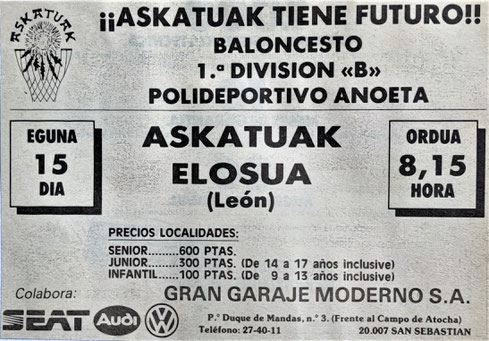 ASKATUAK
¡¡ASKATUAK TIENE FUTURO!!
BALONCESTO
1.ª DIVISION «B»
POLIDEPORTIVO ANOETA
EGUNA
15
DIA
ASKATUAK
ELOSUA
(León)
ORDUA
8,15
HORA
PRECIOS LOCALIDADES:
SENIOR.........600 PTAS.
JUNIOR.........300 PTAS. (De 14 a 17 años inclusive)
INFANTIL......100 PTAS. (De 9 a 13 años inclusive)
Colabora:
GRAN GARAJE MODERNO S.A.
SEAT Audi VW
P.º Duque de Mandas, n.º 3. (Frente al Campo de Atocha)
Teléfono: 27-40-11
20.007 SAN SEBASTIAN